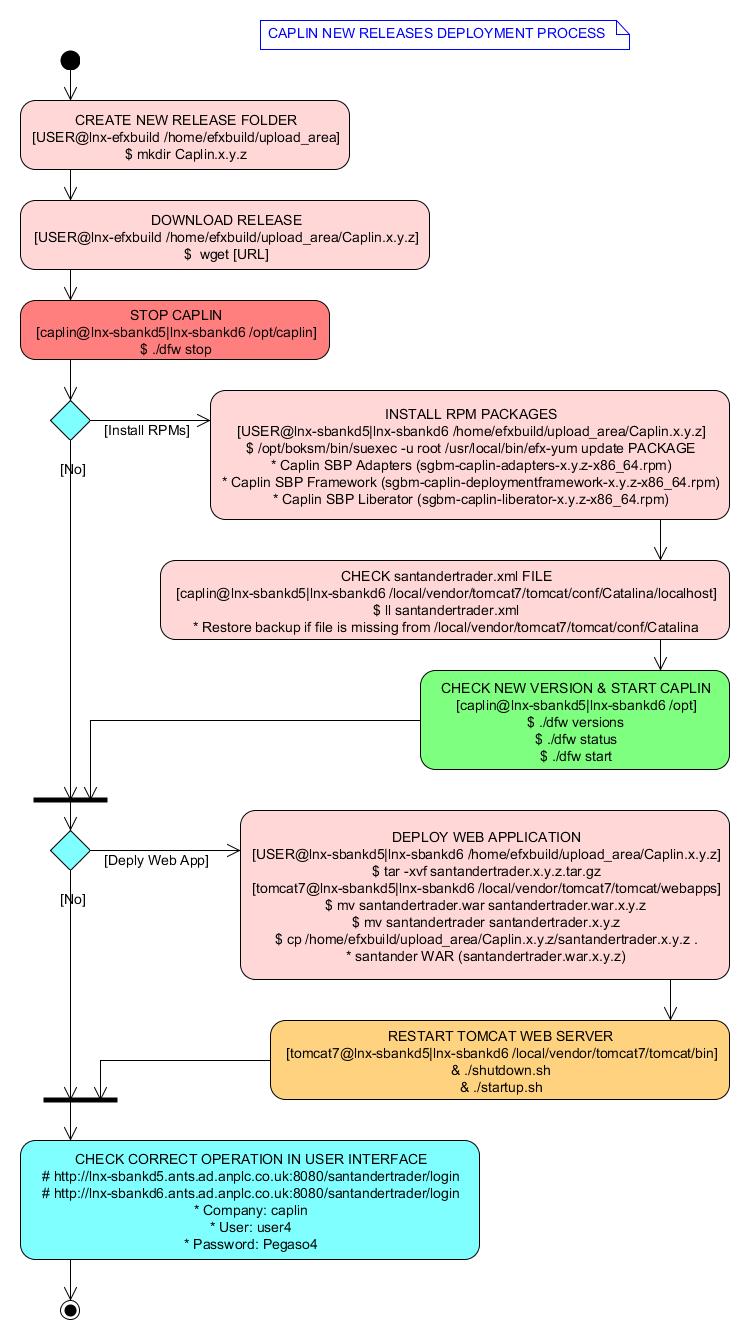 CAPLIN NEW RELEASES DEPLOYMENT PROCESS
CREATE NEW RELEASE FOLDER
[USER@lnx-efxbuild /home/efxbuild/upload_area]
$ mkdir Caplin.x.y.z
DOWNLOAD RELEASE
[USER@lnx-efxbuild /home/efxbuild/upload_area/Caplin.x.y.z]
$ wget [URL]
STOP CAPLIN
[caplin@lnx-sbankd5|lnx-sbankd6 /opt/caplin]
$ ./dfw stop
[Install RPMs]
[No]
INSTALL RPM PACKAGES
[USER@lnx-sbankd5|lnx-sbankd6 /home/efxbuild/upload_area/Caplin.x.y.z]
$ /opt/boksm/bin/suexec -u root /usr/local/bin/efx-yum update PACKAGE
* Caplin SBP Adapters (sgbm-caplin-adapters-x.y.z-x86_64.rpm)
* Caplin SBP Framework (sgbm-caplin-deploymentframework-x.y.z-x86_64.rpm)
* Caplin SBP Liberator (sgbm-caplin-liberator-x.y.z-x86_64.rpm)
CHECK santandertrader.xml FILE
[caplin@lnx-sbankd5|lnx-sbankd6 /local/vendor/tomcat7/tomcat/conf/Catalina/localhost]
$ ll santandertrader.xml
* Restore backup if file is missing from /local/vendor/tomcat7/tomcat/conf/Catalina
CHECK NEW VERSION & START CAPLIN
[caplin@lnx-sbankd5|lnx-sbankd6 /opt]
$ ./dfw versions
$ ./dfw status
$ ./dfw start
[Deply Web App]
[No]
DEPLOY WEB APPLICATION
[USER@lnx-sbankd5|lnx-sbankd6 /home/efxbuild/upload_area/Caplin.x.y.z]
$ tar -xvf santandertrader.x.y.z.tar.gz
[tomcat7@lnx-sbankd5|lnx-sbankd6 /local/vendor/tomcat7/tomcat/webapps]
$ mv santandertrader.war santandertrader.war.x.y.z
$ mv santandertrader santandertrader.x.y.z
$ cp /home/efxbuild/upload_area/Caplin.x.y.z/santandertrader.x.y.z .
* santander WAR (santandertrader.war.x.y.z)
RESTART TOMCAT WEB SERVER
[tomcat7@lnx-sbankd5|lnx-sbankd6 /local/vendor/tomcat7/tomcat/bin]
& ./shutdown.sh
& ./startup.sh
CHECK CORRECT OPERATION IN USER INTERFACE
# http://lnx-sbankd5.ants.ad.anplc.co.uk:8080/santandertrader/login
# http://lnx-sbankd6.ants.ad.anplc.co.uk:8080/santandertrader/login
* Company: caplin
* User: user4
* Password: Pegaso4